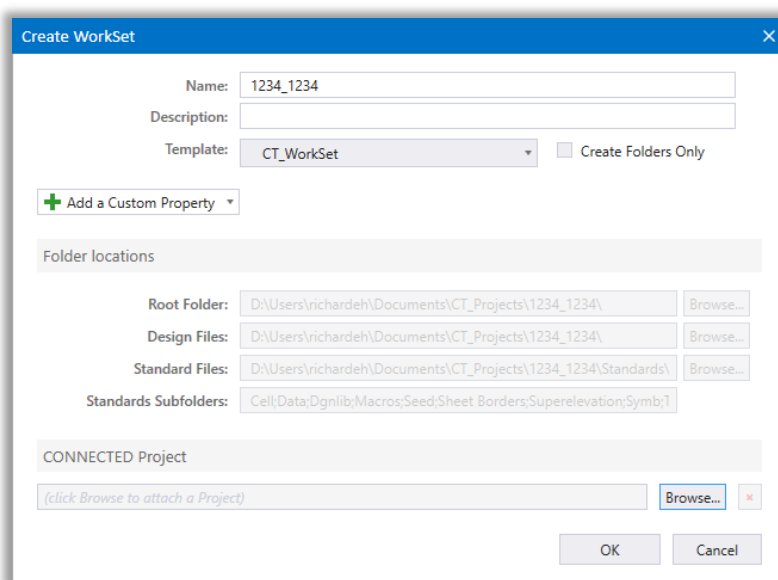 Create WorkSet
Name: 1234_1234
Description:
Template: CT_WorkSet Create Folders Only
Add a Custom Property
Folder locations
Root Folder: D:\Users\richardeh\Documents\CT_Projects\1234_1234\ Browse...
Design Files: D:\Users\richardeh\Documents\CT_Projects\1234_1234\ Browse...
Standard Files: D:\Users\richardeh\Documents\CT_Projects\1234_1234\Standards\ Browse...
Standards Subfolders: Cell;Data;Dgnlib;Macros;Seed;Sheet Borders;Superelevation;Symb;T
CONNECTED Project
(click Browse to attach a Project) Browse...
OK Cancel